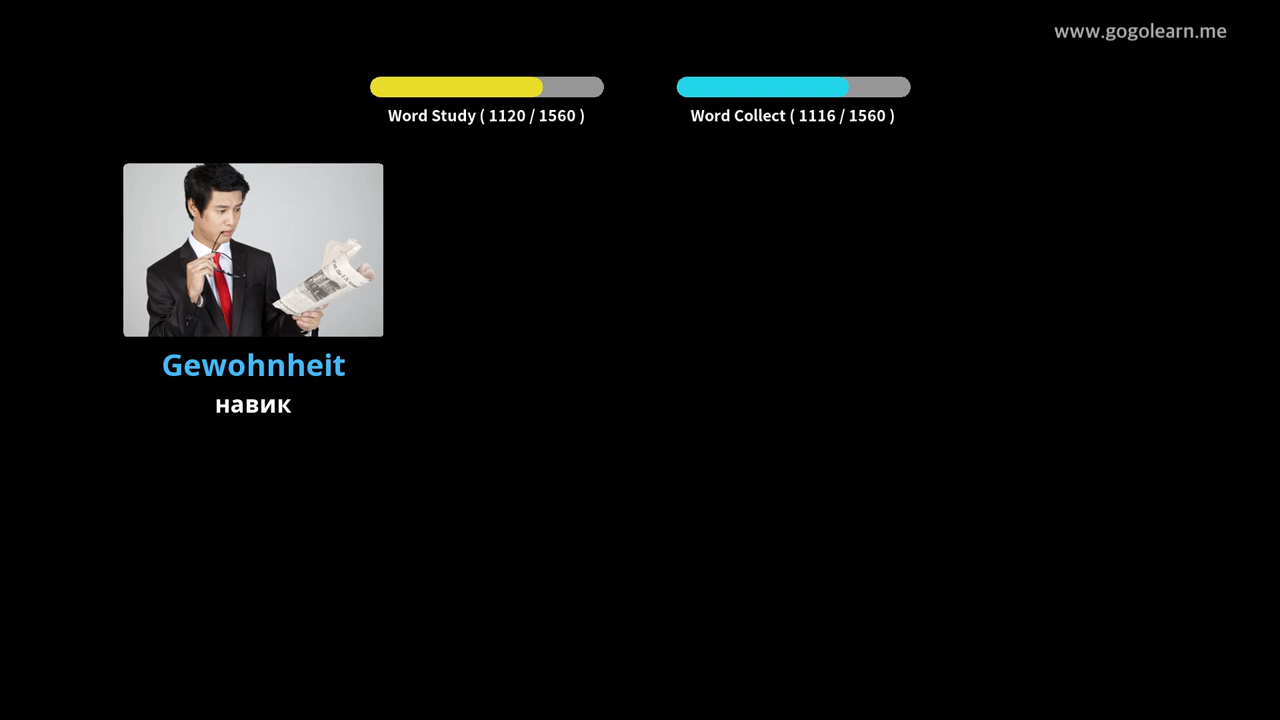 www.gogolearn.me
Word Study ( 1120 / 1560 )
Word Collect ( 1116 / 1560 )
Gewohnheit
навик